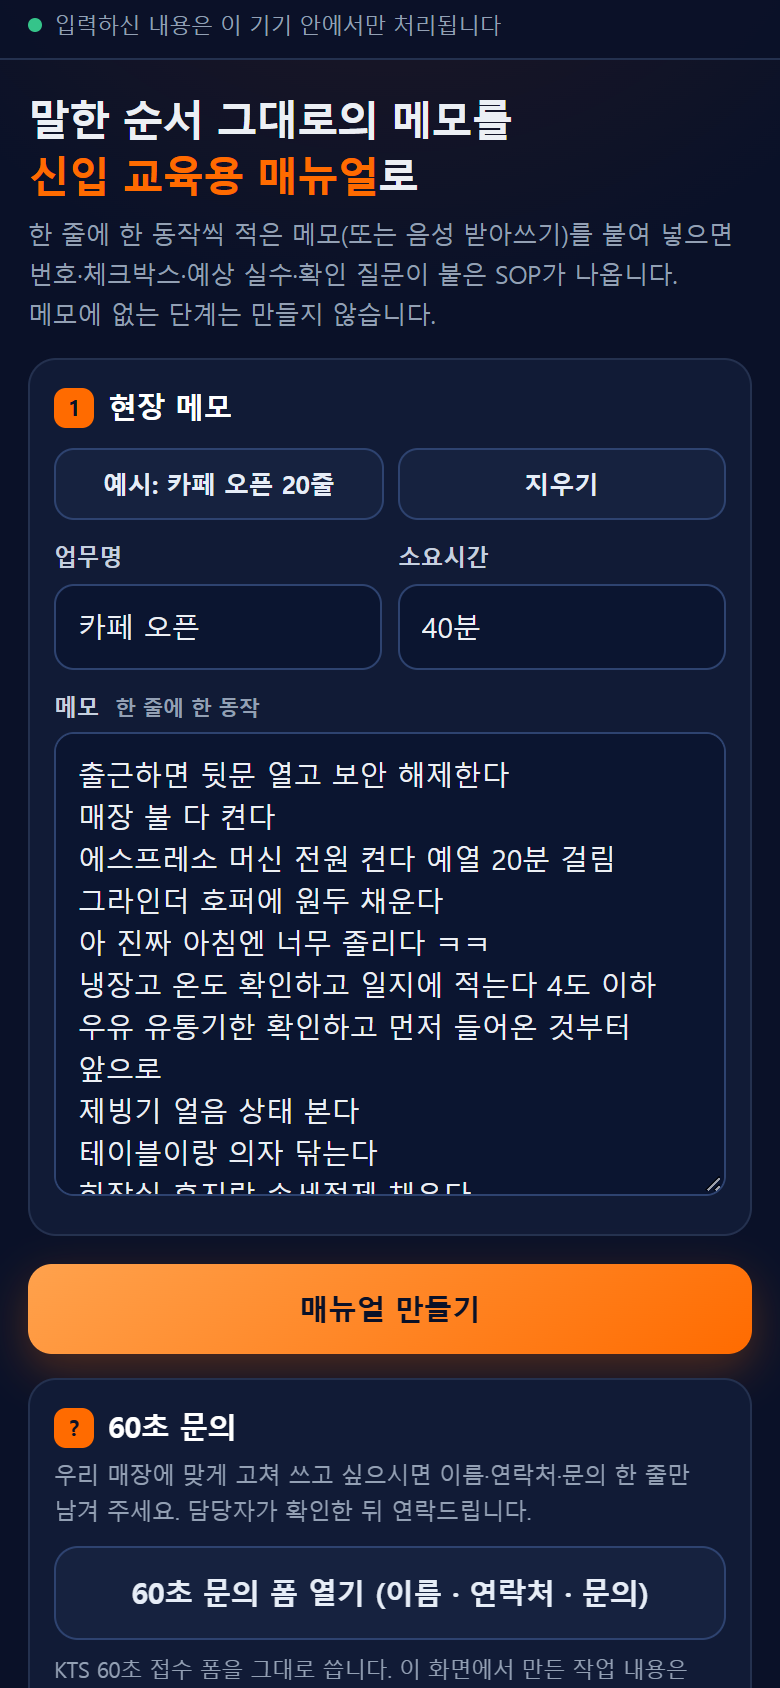 입력하신 내용은 이 기기 안에서만 처리됩니다
말한 순서 그대로의 메모를
신입 교육용 매뉴얼로
한 줄에 한 동작씩 적은 메모(또는 음성 받아쓰기)를 붙여 넣으면
번호·체크박스·예상 실수·확인 질문이 붙은 SOP가 나옵니다.
메모에 없는 단계는 만들지 않습니다.
1 현장 메모
예시: 카페 오픈 20줄 지우기
업무명 소요시간
카페 오픈 40분
메모 한 줄에 한 동작
출근하면 뒷문 열고 보안 해제한다
매장 불 다 켠다
에스프레소 머신 전원 켠다 예열 20분 걸림
그라인더 호퍼에 원두 채운다
아 진짜 아침엔 너무 졸리다 ㅋㅋ
냉장고 온도 확인하고 일지에 적는다 4도 이하
우유 유통기한 확인하고 먼저 들어온 것부터
앞으로
제빙기 얼음 상태 본다
테이블이랑 의자 닦는다
화장실 휴지랑 손세정제 채운다
매뉴얼 만들기
? 60초 문의
우리 매장에 맞게 고쳐 쓰고 싶으시면 이름·연락처·문의 한 줄만
남겨 주세요. 담당자가 확인한 뒤 연락드립니다.
60초 문의 폼 열기 (이름 · 연락처 · 문의)
KTS 60초 접수 폼을 그대로 씁니다. 이 화면에서 만든 작업 내용은